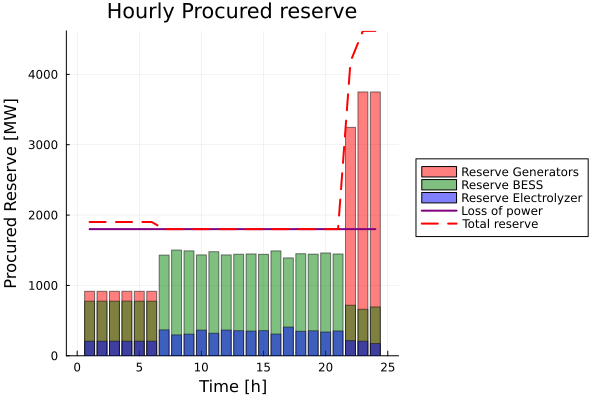 Hourly Procured reserve
Procured Reserve [MW]
4000
3000
2000
1000
0
0 5 10 15 20 25
Time [h]
Reserve Generators
Reserve BESS
Reserve Electrolyzer
Loss of power
Total reserve